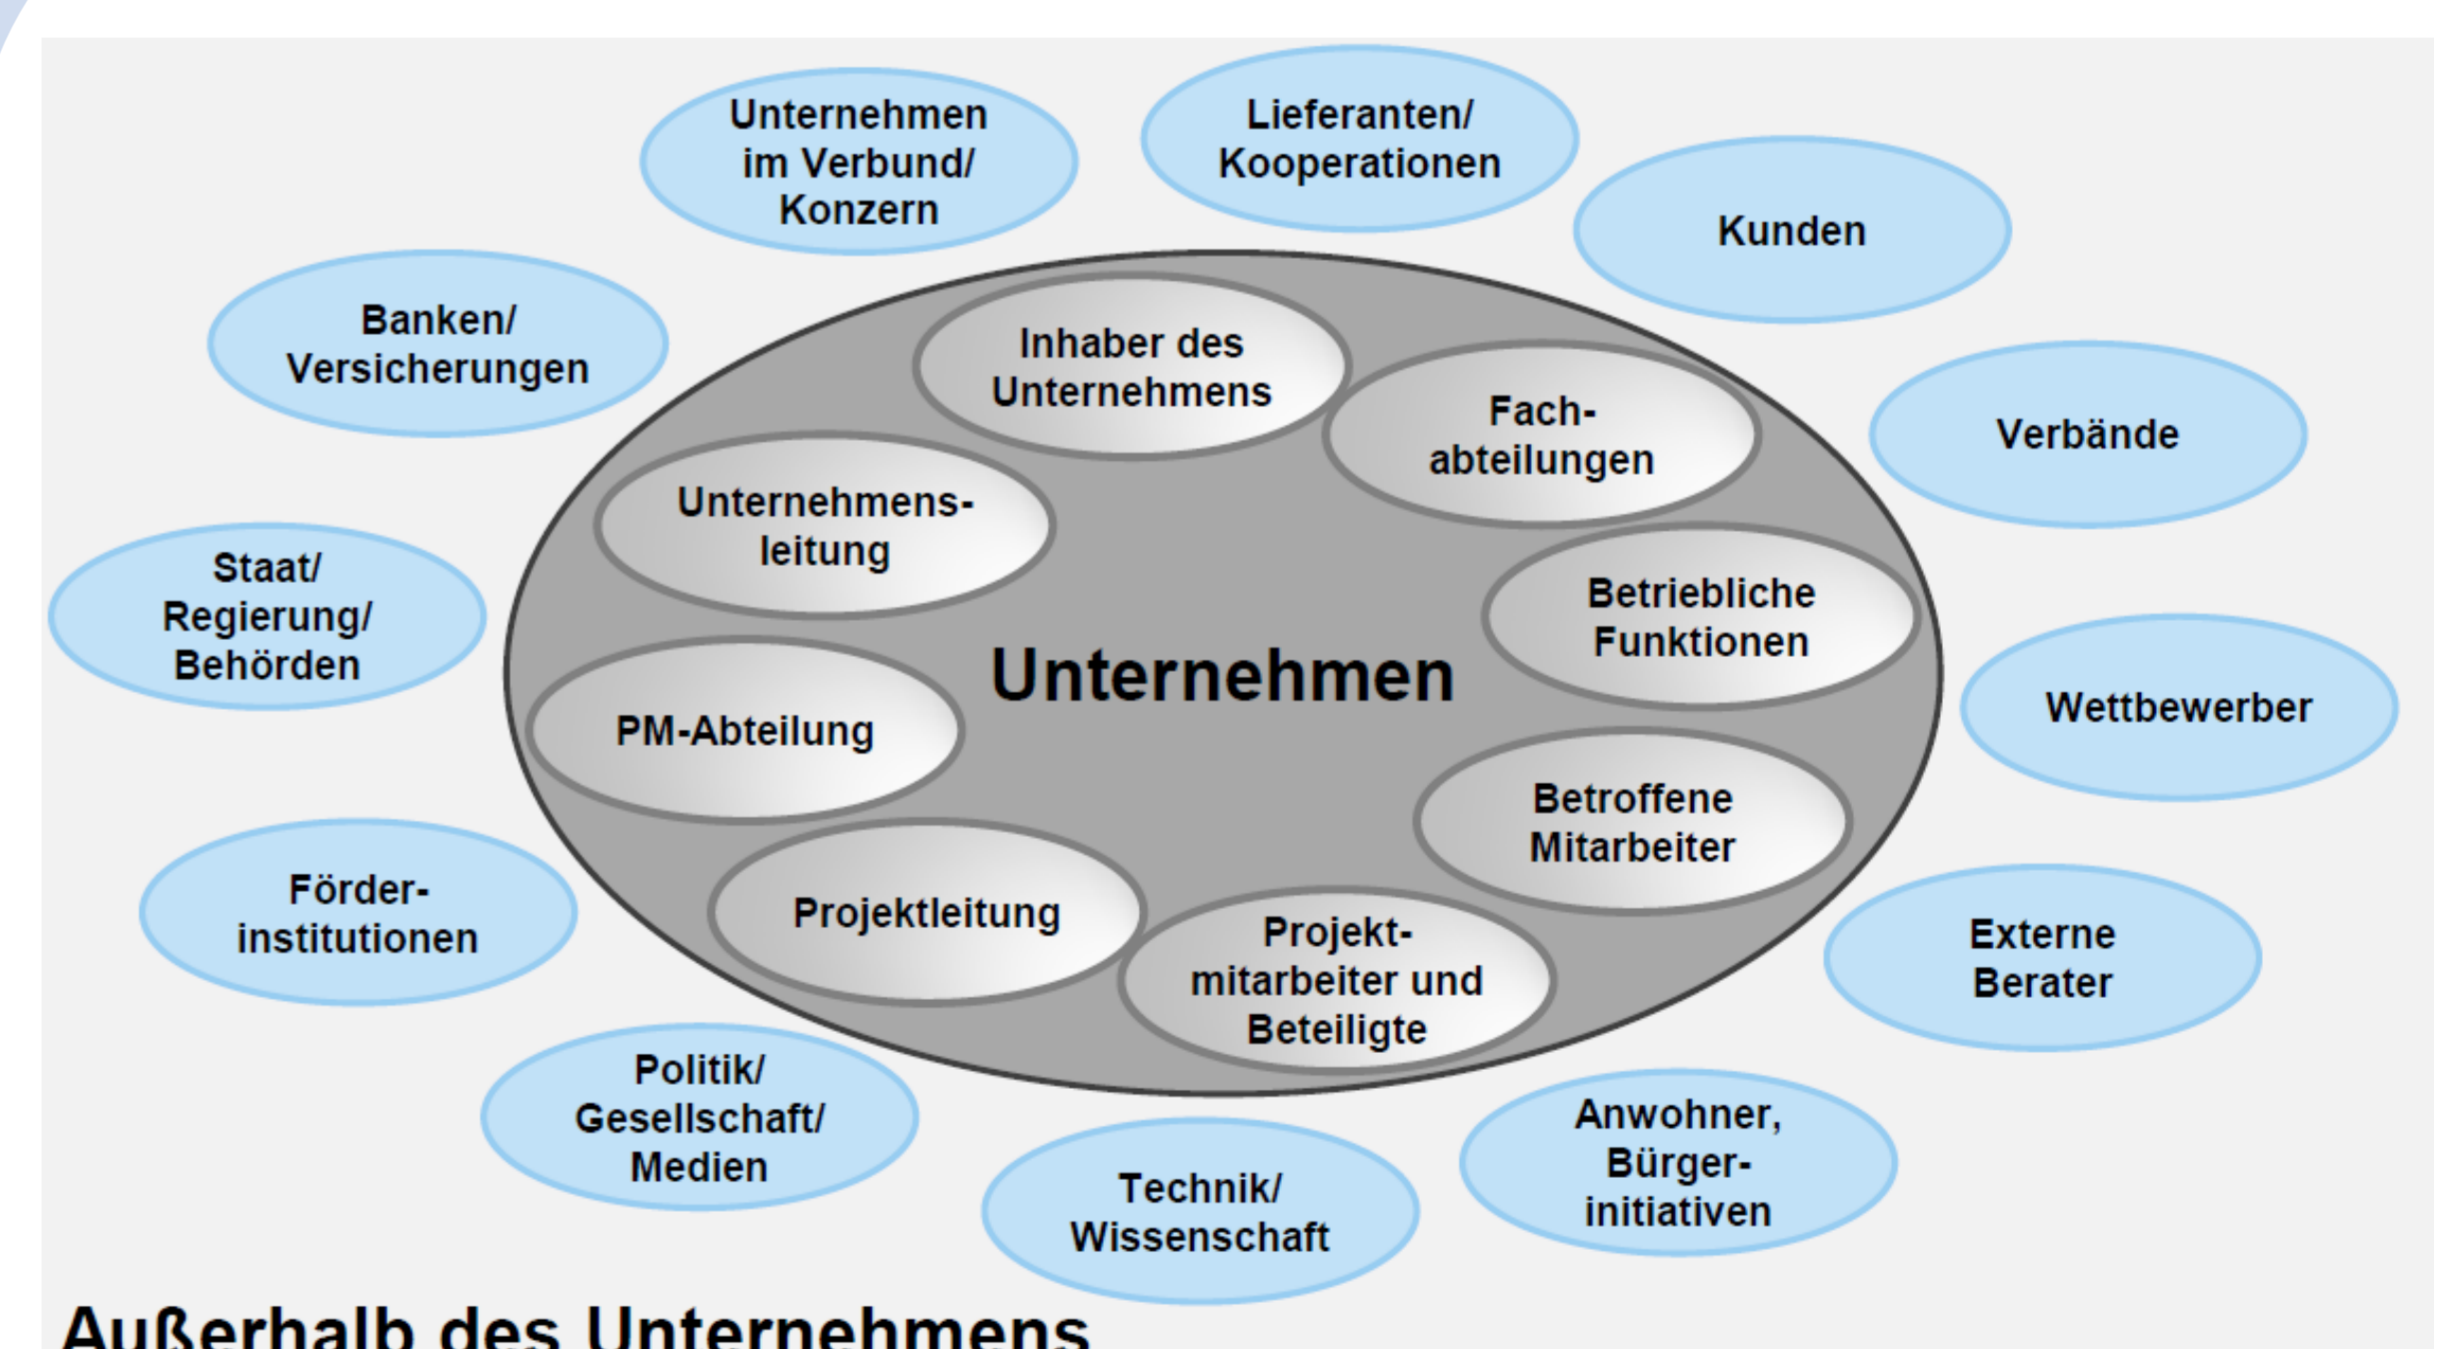 Unternehmen
im Verbund/
Konzern
Lieferanten/
Kooperationen
Kunden
Banken/
Versicherungen
Inhaber des
Unternehmens
Fach-
abteilungen
Verbände
Unternehmens-
leitung
Staat/
Regierung/
Behörden
Betriebliche
Funktionen
Unternehmen
PM-Abteilung
Wettbewerber
Betroffene
Mitarbeiter
Förder-
institutionen
Projektleitung
Projekt-
mitarbeiter und
Beteiligte
Externe
Berater
Politik/
Gesellschaft/
Medien
Technik/
Wissenschaft
Anwohner,
Bürger-
initiativen
Außerhalb des Unternehmens